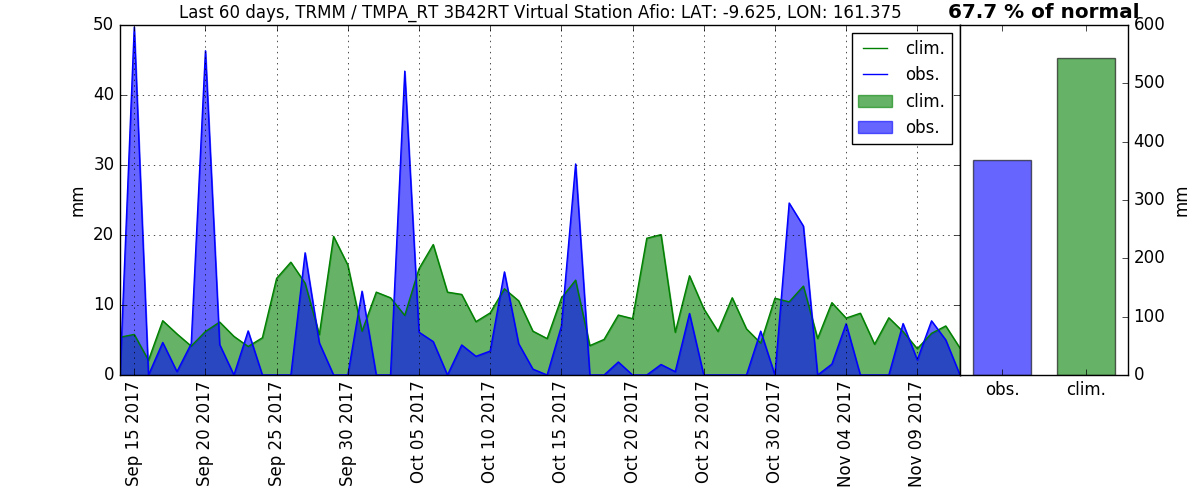 Last 60 days, TRMM / TMPA_RT 3B42RT Virtual Station Afio: LAT: -9.625, LON: 161.375
67.7 % of normal
50
40
30
20
10
0
mm
clim.
obs.
clim.
obs.
600
500
400
300
200
100
0
mm
obs.
clim.
Sep 15 2017
Sep 20 2017
Sep 25 2017
Sep 30 2017
Oct 05 2017
Oct 10 2017
Oct 15 2017
Oct 20 2017
Oct 25 2017
Oct 30 2017
Nov 04 2017
Nov 09 2017